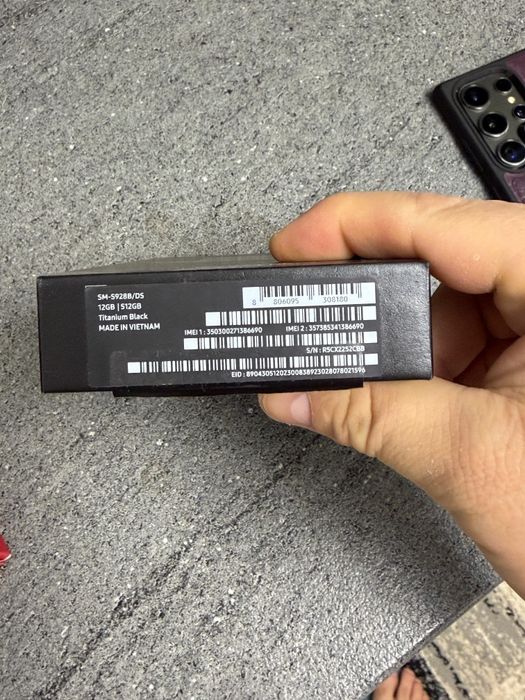 SM-S928B/DS
12GB | 512GB
Titanium Black
MADE IN VIETNAM
8 806095 308180
IMEI 1 : 350300271386690 IMEI 2 : 357385341386690
S/N : R5CX2252CBB
EID : 89043051202300838923028078021596